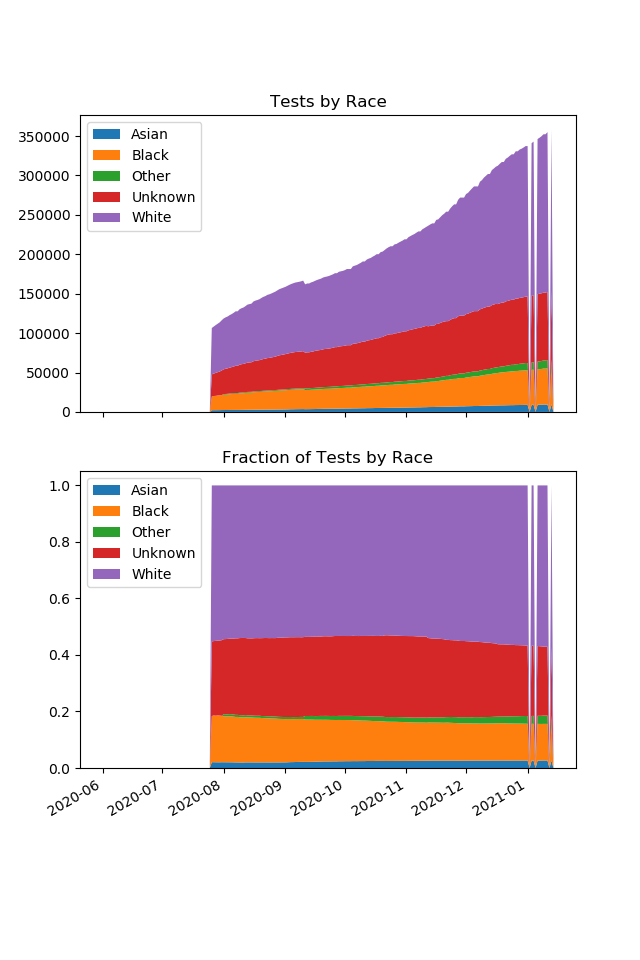 Tests by Race
350000
300000
250000
200000
150000
100000
50000
0
Asian
Black
Other
Unknown
White
Fraction of Tests by Race
1.0
0.8
0.6
0.4
0.2
0.0
Asian
Black
Other
Unknown
White
2020-06
2020-07
2020-08
2020-09
2020-10
2020-11
2020-12
2021-01